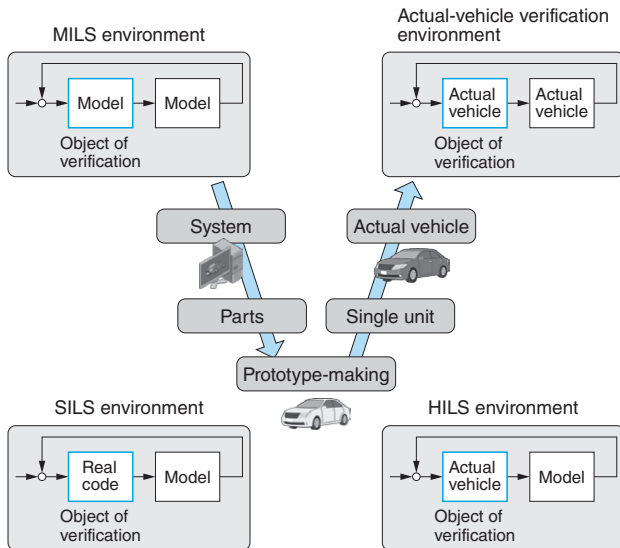 MILS environment
Model
Model
Object of
verification
Actual-vehicle verification
environment
Actual
vehicle
Actual
vehicle
Object of
verification
System
Actual vehicle
Parts
Single unit
Prototype-making
SILS environment
Real
code
Model
Object of
verification
HILS environment
Actual
vehicle
Model
Object of
verification